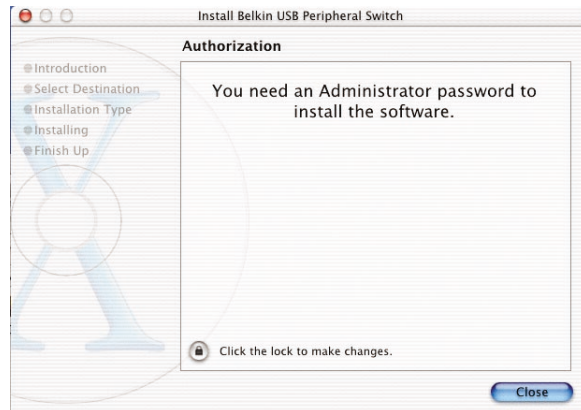 Install Belkin USB Peripheral Switch
Authorization
Introduction
Select Destination
Installation Type
Installing
Finish Up
You need an Administrator password to
install the software.
Click the lock to make changes.
Close